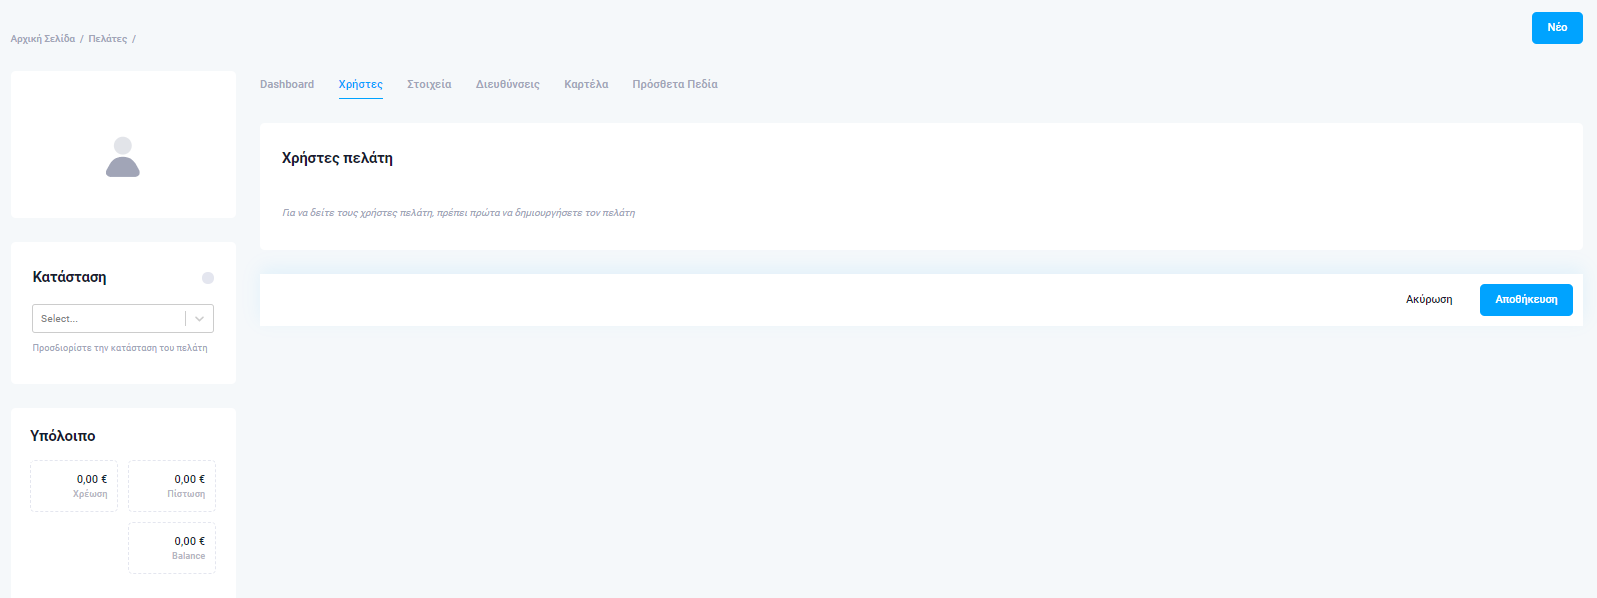 Νέο
Αρχική Σελίδα / Πελάτες /
Dashboard Χρήστες Στοιχεία Διευθύνσεις Καρτέλα Πρόσθετα Πεδία
Χρήστες πελάτη
Για να δείτε τους χρήστες πελάτη, πρέπει πρώτα να δημιουργήσετε τον πελάτη
Ακύρωση Αποθήκευση
Κατάσταση
Select...
Προσδιορίστε την κατάσταση του πελάτη
Υπόλοιπο
0,00 € 0,00 €
Χρέωση Πίστωση
0,00 €
Balance